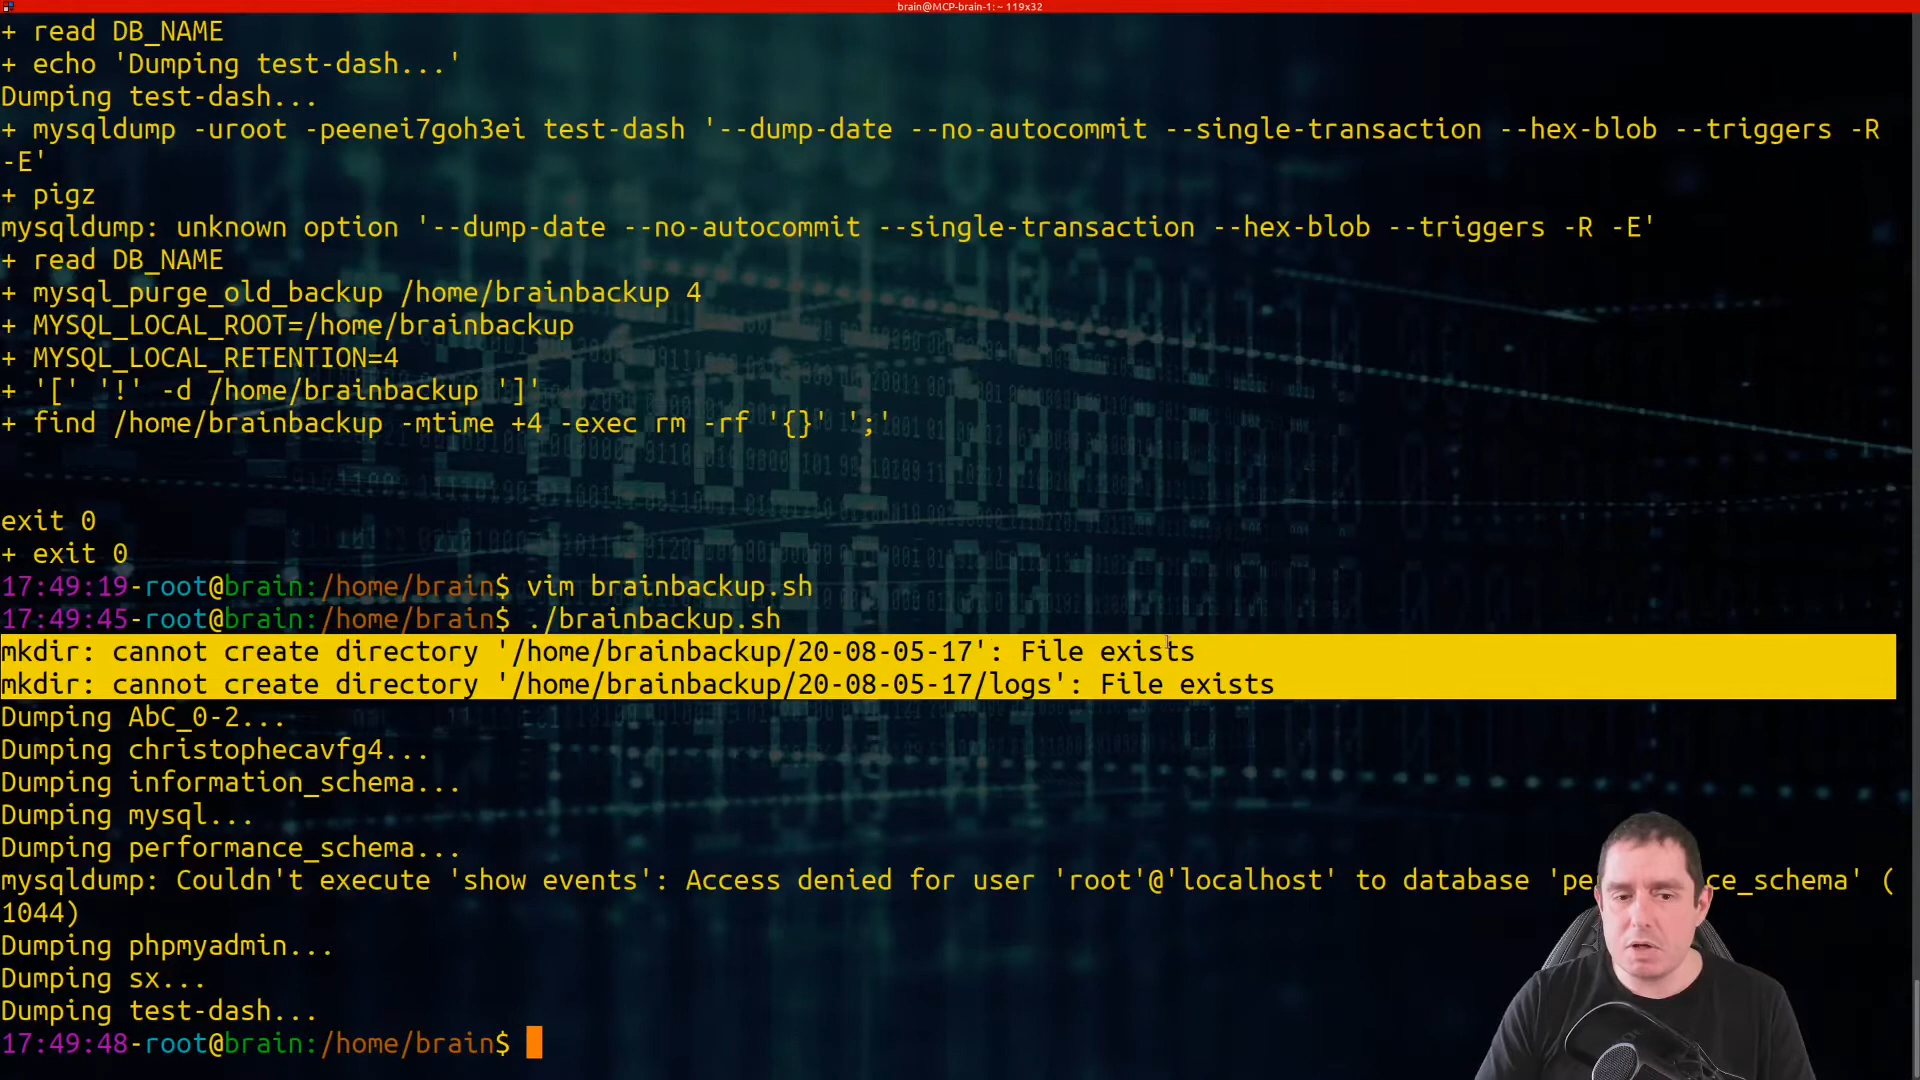 brain@MCP-brain-1: ~ 119x32
+ read DB_NAME
+ echo 'Dumping test-dash...'
Dumping test-dash...
+ mysqldump -uroot -peenei7goh3ei test-dash '--dump-date --no-autocommit --single-transaction --hex-blob --triggers -R
-E'
+ pigz
mysqldump: unknown option '--dump-date --no-autocommit --single-transaction --hex-blob --triggers -R -E'
+ read DB_NAME
+ mysql_purge_old_backup /home/brainbackup 4
+ MYSQL_LOCAL_ROOT=/home/brainbackup
+ MYSQL_LOCAL_RETENTION=4
+ '[' '!' -d /home/brainbackup ']'
+ find /home/brainbackup -mtime +4 -exec rm -rf '{}' ';'
exit 0
+ exit 0
17:49:19-root@brain:/home/brain$ vim brainbackup.sh
17:49:45-root@brain:/home/brain$ ./brainbackup.sh
mkdir: cannot create directory '/home/brainbackup/20-08-05-17': File exists
mkdir: cannot create directory '/home/brainbackup/20-08-05-17/logs': File exists
Dumping AbC_0-2...
Dumping christophecavfg4...
Dumping information_schema...
Dumping mysql...
Dumping performance_schema...
mysqldump: Couldn't execute 'show events': Access denied for user 'root'@'localhost' to database 'pe ce_schema' (
1044)
Dumping phpmyadmin...
Dumping sx...
Dumping test-dash...
17:49:48-root@brain:/home/brain$